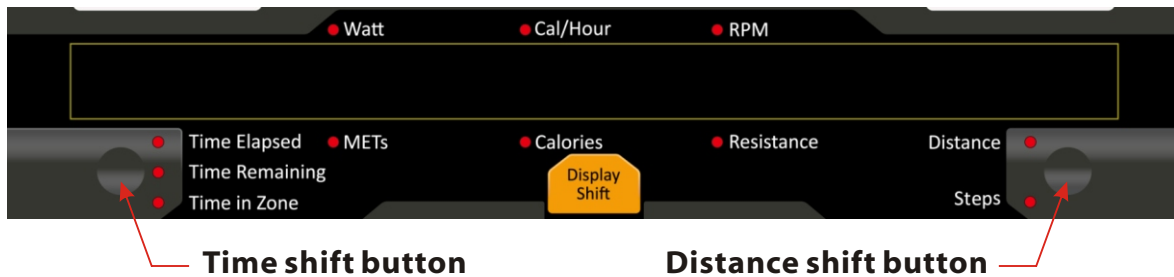 Watt Cal/Hour RPM
Time Elapsed METs Calories Resistance Distance
Time Remaining
Display
Shift
Time in Zone Steps
Time shift button Distance shift button